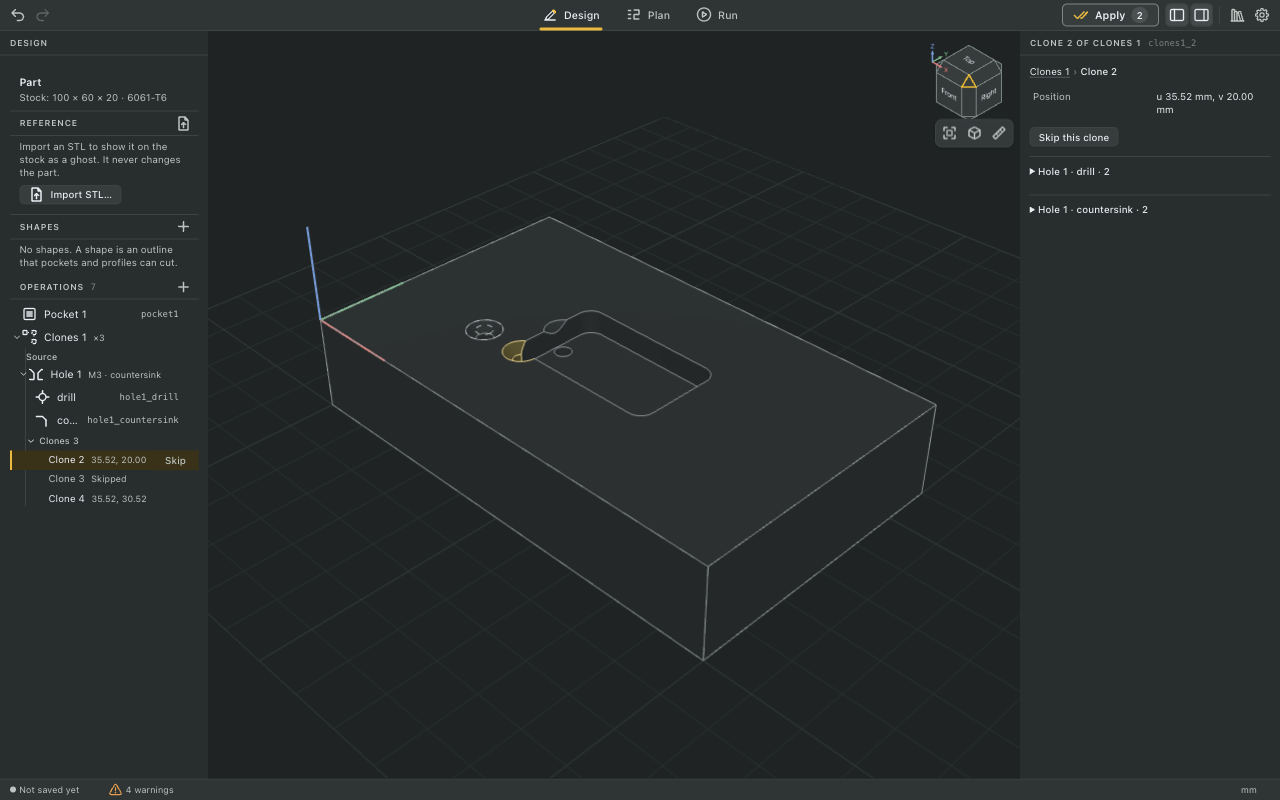 Design
Plan
Run
Apply 2
DESIGN
Part
Stock: 100 × 60 × 20 · 6061-T6
REFERENCE
Import an STL to show it on the
stock as a ghost. It never changes
the part.
Import STL…
SHAPES
No shapes. A shape is an outline
that pockets and profiles can cut.
OPERATIONS 7
Pocket 1 pocket1
Clones 1 ×3
Source
Hole 1 M3 · countersink
drill hole1_drill
co… hole1_countersink
Clones 3
Clone 2 35.52, 20.00 Skip
Clone 3 Skipped
Clone 4 35.52, 30.52
Z
Y
X
Top
Front
Right
CLONE 2 OF CLONES 1 clones1_2
Clones 1 › Clone 2
Position u 35.52 mm, v 20.00
mm
Skip this clone
Hole 1 · drill · 2
Hole 1 · countersink · 2
Not saved yet
4 warnings
mm